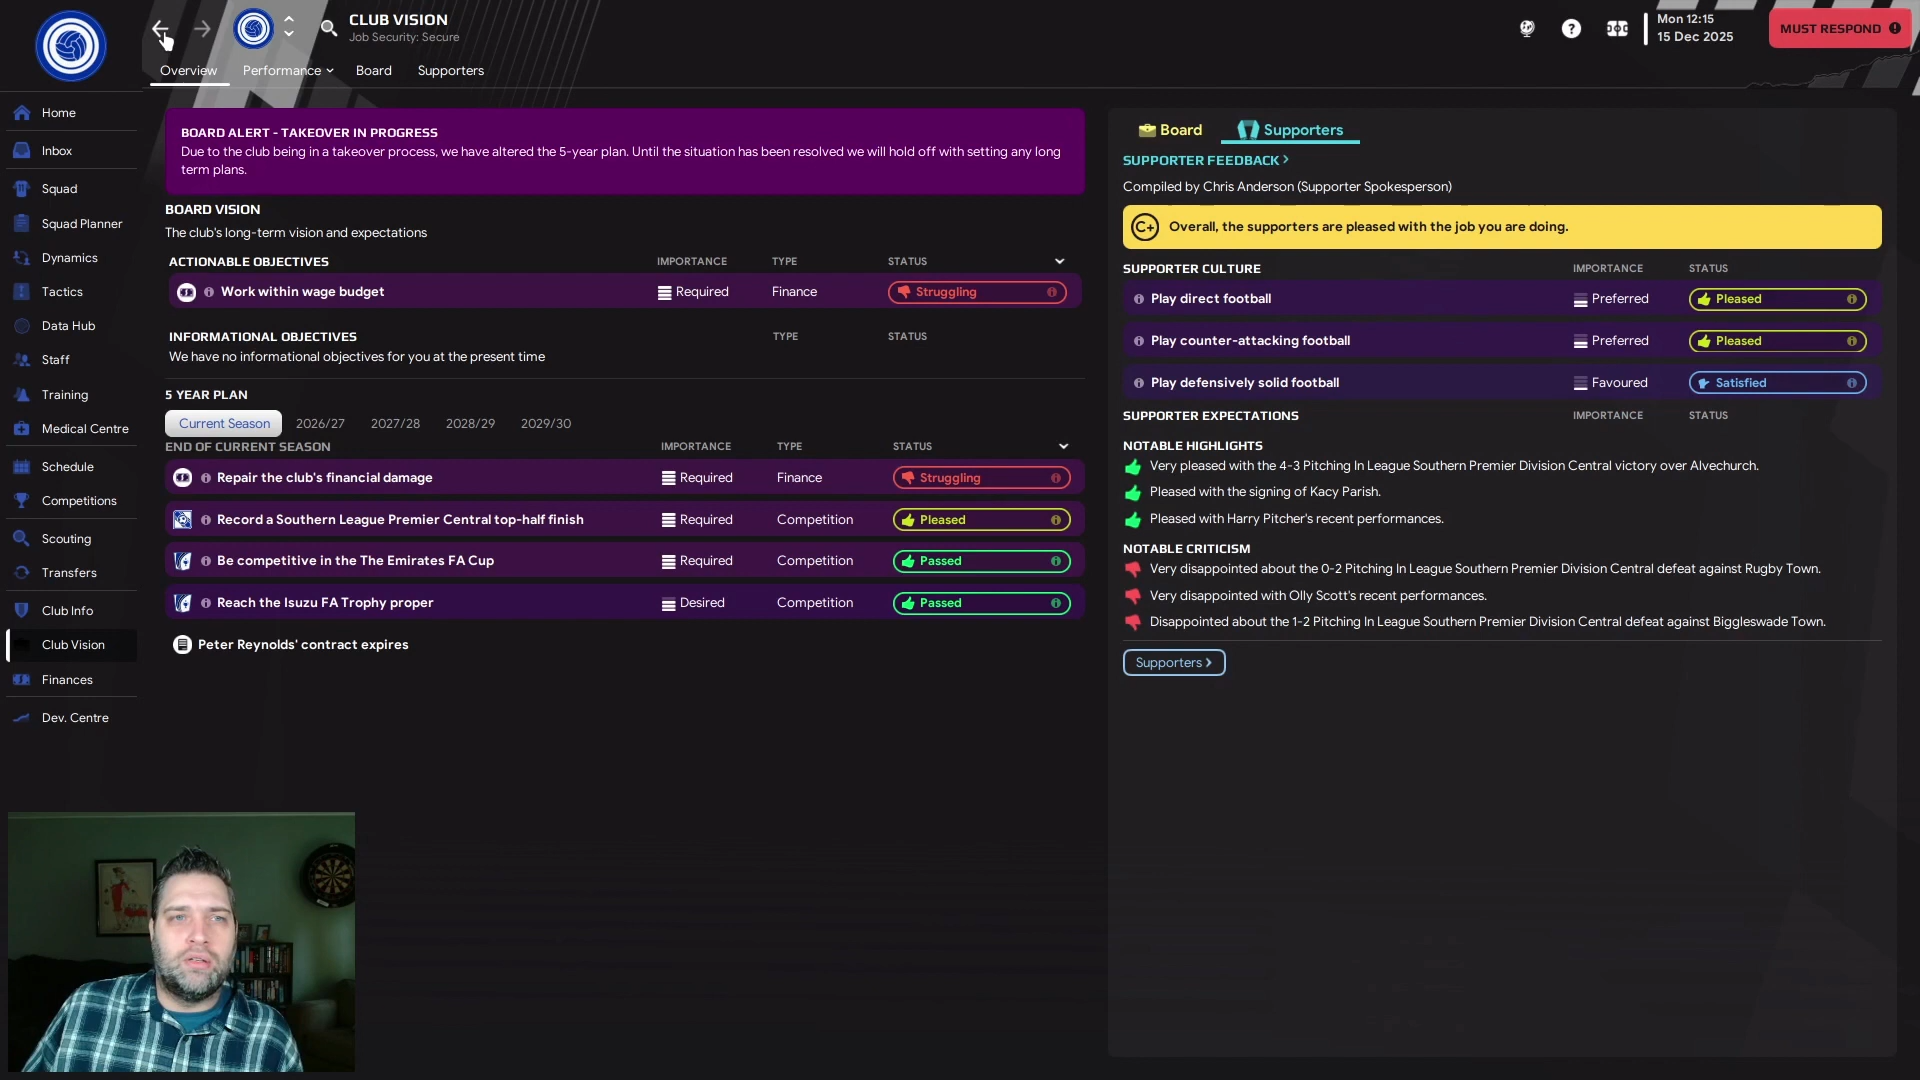 CLUB VISION
Job Security: Secure
Mon 12:15
15 Dec 2025
MUST RESPOND
Overview
Performance
Board
Supporters
Home
Inbox
Squad
Squad Planner
Dynamics
Tactics
Data Hub
Staff
Training
Medical Centre
Schedule
Competitions
Scouting
Transfers
Club Info
Club Vision
Finances
Dev. Centre
BOARD ALERT - TAKEOVER IN PROGRESS
Due to the club being in a takeover process, we have altered the 5-year plan. Until the situation has been resolved we will hold off with setting any long
term plans.
BOARD VISION
The club's long-term vision and expectations
ACTIONABLE OBJECTIVES IMPORTANCE TYPE STATUS
Work within wage budget Required Finance Struggling
INFORMATIONAL OBJECTIVES TYPE STATUS
We have no informational objectives for you at the present time
5 YEAR PLAN
Current Season 2026/27 2027/28 2028/29 2029/30
END OF CURRENT SEASON IMPORTANCE TYPE STATUS
Repair the club's financial damage Required Finance Struggling
Record a Southern League Premier Central top-half finish Required Competition Pleased
Be competitive in the The Emirates FA Cup Required Competition Passed
Reach the Isuzu FA Trophy proper Desired Competition Passed
Peter Reynolds' contract expires
Board Supporters
SUPPORTER FEEDBACK
Compiled by Chris Anderson (Supporter Spokesperson)
C+ Overall, the supporters are pleased with the job you are doing.
SUPPORTER CULTURE IMPORTANCE STATUS
Play direct football Preferred Pleased
Play counter-attacking football Preferred Pleased
Play defensively solid football Favoured Satisfied
SUPPORTER EXPECTATIONS IMPORTANCE STATUS
NOTABLE HIGHLIGHTS
Very pleased with the 4-3 Pitching In League Southern Premier Division Central victory over Alvechurch.
Pleased with the signing of Kacy Parish.
Pleased with Harry Pitcher's recent performances.
NOTABLE CRITICISM
Very disappointed about the 0-2 Pitching In League Southern Premier Division Central defeat against Rugby Town.
Very disappointed with Olly Scott's recent performances.
Disappointed about the 1-2 Pitching In League Southern Premier Division Central defeat against Biggleswade Town.
Supporters